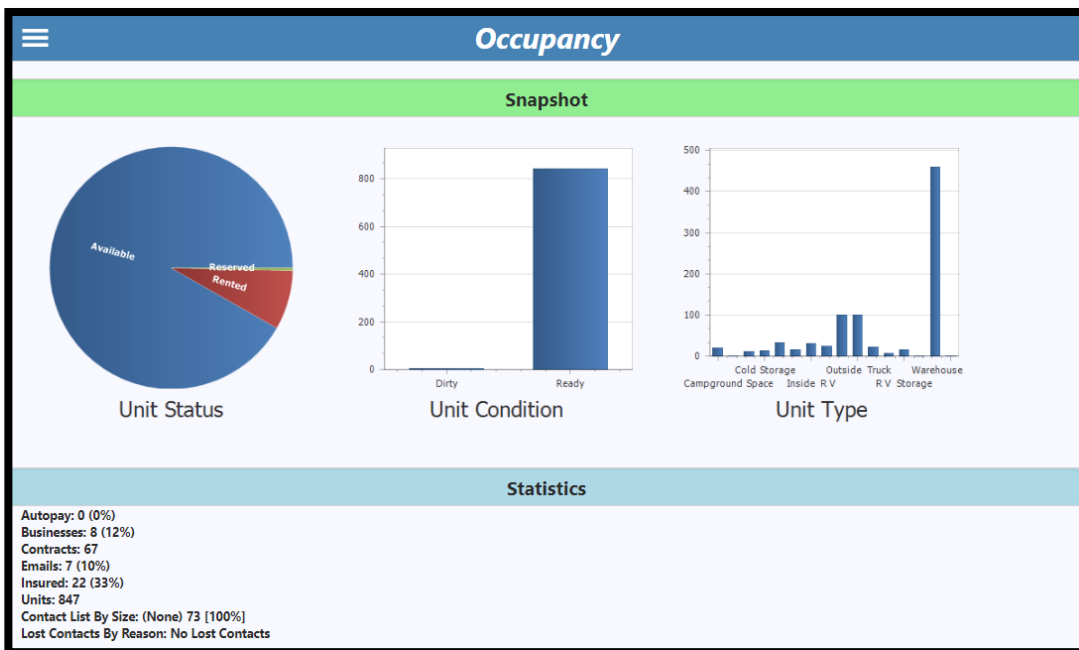 Occupancy
Snapshot
Available
Reserved
Rented
Unit Status
800
600
400
200
0
Dirty
Ready
Unit Condition
500
400
300
200
100
0
Cold Storage
Outside Truck
Warehouse
Campground Space
Inside R V
R V Storage
Unit Type
Statistics
Autopay: 0 (0%)
Businesses: 8 (12%)
Contracts: 67
Emails: 7 (10%)
Insured: 22 (33%)
Units: 847
Contact List By Size: (None) 73 [100%]
Lost Contacts By Reason: No Lost Contacts